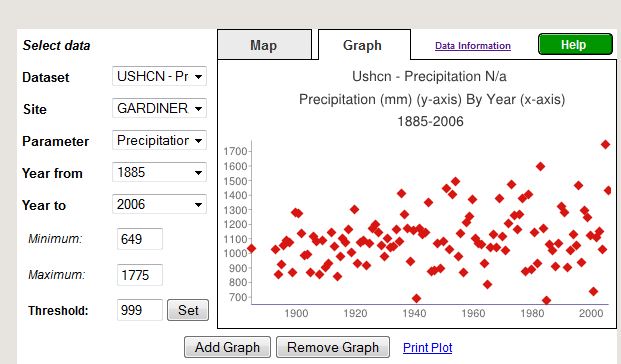 Select data
Map
Graph
Data Information
Help
Dataset
USHCN - Pr
Site
GARDINER
Parameter
Precipitation
Year from
1885
Year to
2006
Minimum:
649
Maximum:
1775
Threshold:
999
Set
Ushcn - Precipitation N/a
Precipitation (mm) (y-axis) By Year (x-axis)
1885-2006
1700
1600
1500
1400
1300
1200
1100
1000
900
800
700
1900 1920 1940 1960 1980 2000
Add Graph
Remove Graph
Print Plot